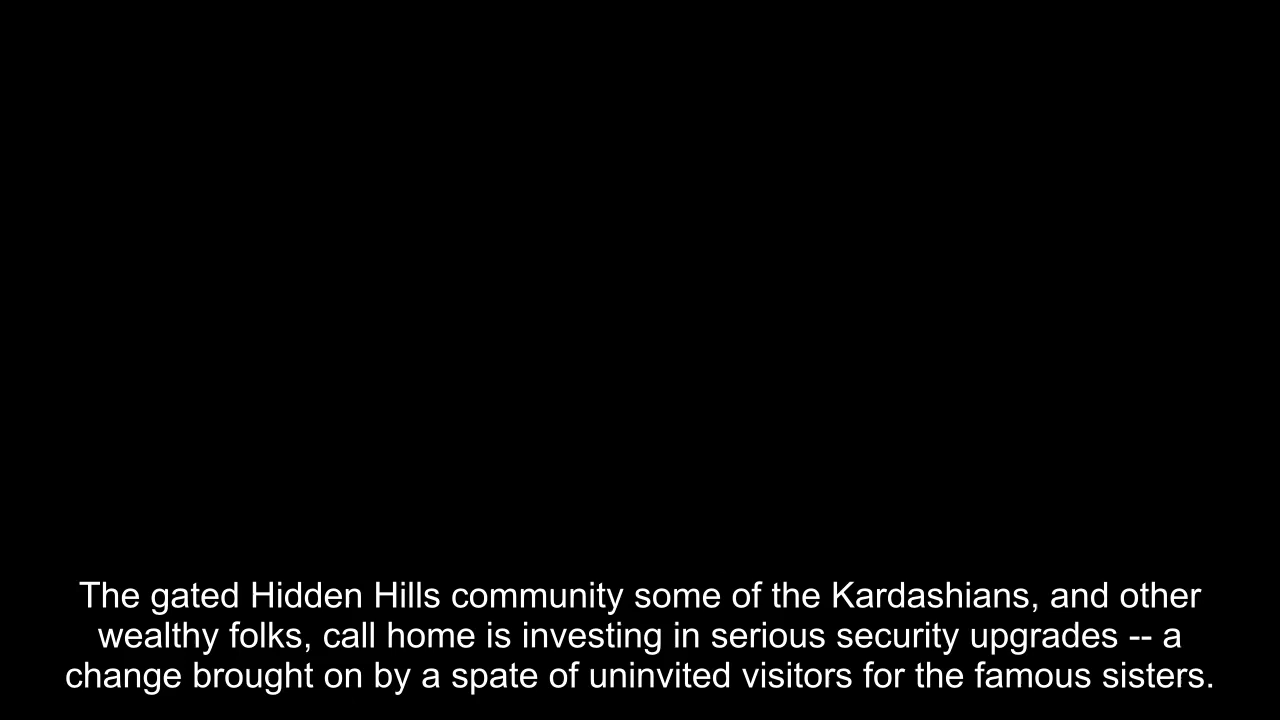 The gated Hidden Hills community some of the Kardashians, and other
wealthy folks, call home is investing in serious security upgrades -- a
change brought on by a spate of uninvited visitors for the famous sisters.